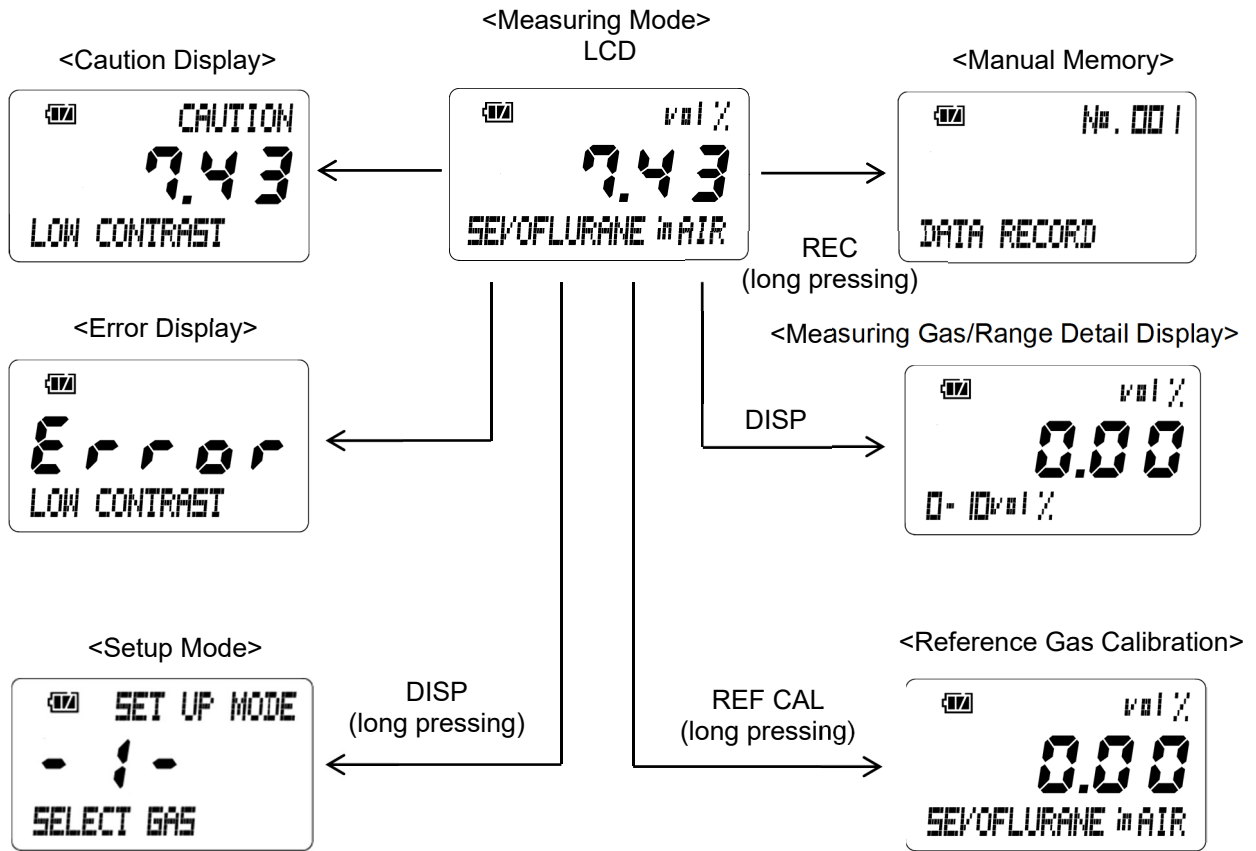 <Measuring Mode>
LCD
<Caution Display>
CAUTION
7.43
LOW CONTRAST
vol %
7.43
SEVOFLURANE in AIR
<Manual Memory>
No. 001
DATA RECORD
REC
(long pressing)
<Error Display>
Error
LOW CONTRAST
<Measuring Gas/Range Detail Display>
DISP
vol %
0.00
0-10vol %
<Setup Mode>
SET UP MODE
-1-
SELECT GAS
DISP
(long pressing)
REF CAL
(long pressing)
<Reference Gas Calibration>
vol %
0.00
SEVOFLURANE in AIR